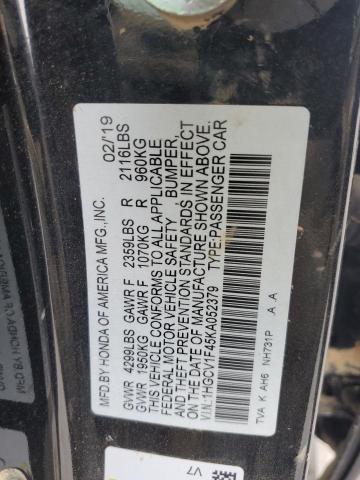 MFD.BY HONDA OF AMERICA MFG.,INC. 02/19
GVWR 4299LBS GAWR F 2359LBS R 2116LBS
GVWR 1950KG GAWR F 1070KG R 960KG
THIS VEHICLE CONFORMS TO ALL APPLICABLE
FEDERAL MOTOR VEHICLE SAFETY , BUMPER,
AND THEFT PREVENTION STANDARDS IN EFFECT
ON THE DATE OF MANUFACTURE SHOWN ABOVE.
V.I.N.: 1HGCV1F45KA052379 TYPE:PASSENGER CAR
TVA K AH6 NH731P A A
V7